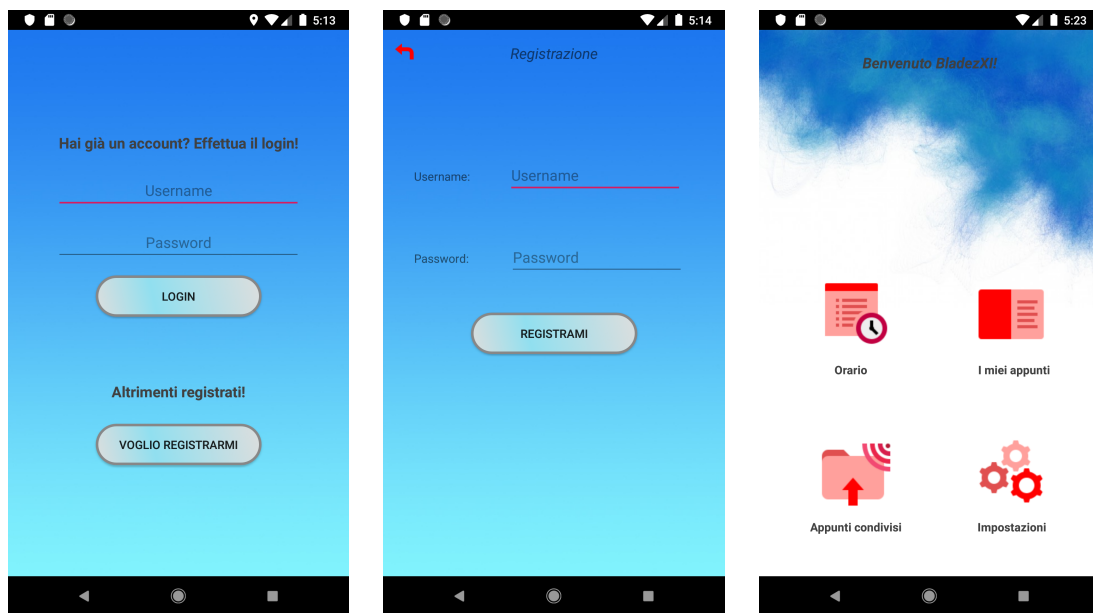 5:13
Hai già un account? Effettua il login!
Username
Password
LOGIN
Altrimenti registrati!
VOGLIO REGISTRARMI
5:14
Registrazione
Username: Username
Password: Password
REGISTRAMI
5:23
Benvenuto BladezXI!
Orario
I miei appunti
Appunti condivisi
Impostazioni